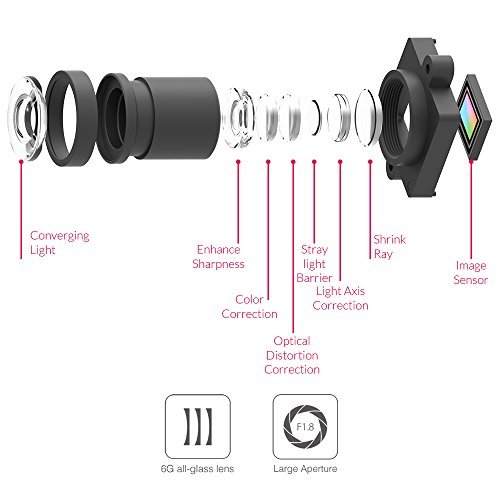 Converging
Light
Enhance
Sharpness
Color
Correction
Optical
Distortion
Correction
Stray
light
Barrier
Light Axis
Correction
Shrink
Ray
Image
Sensor
6G all-glass lens
F1.8
Large Aperture